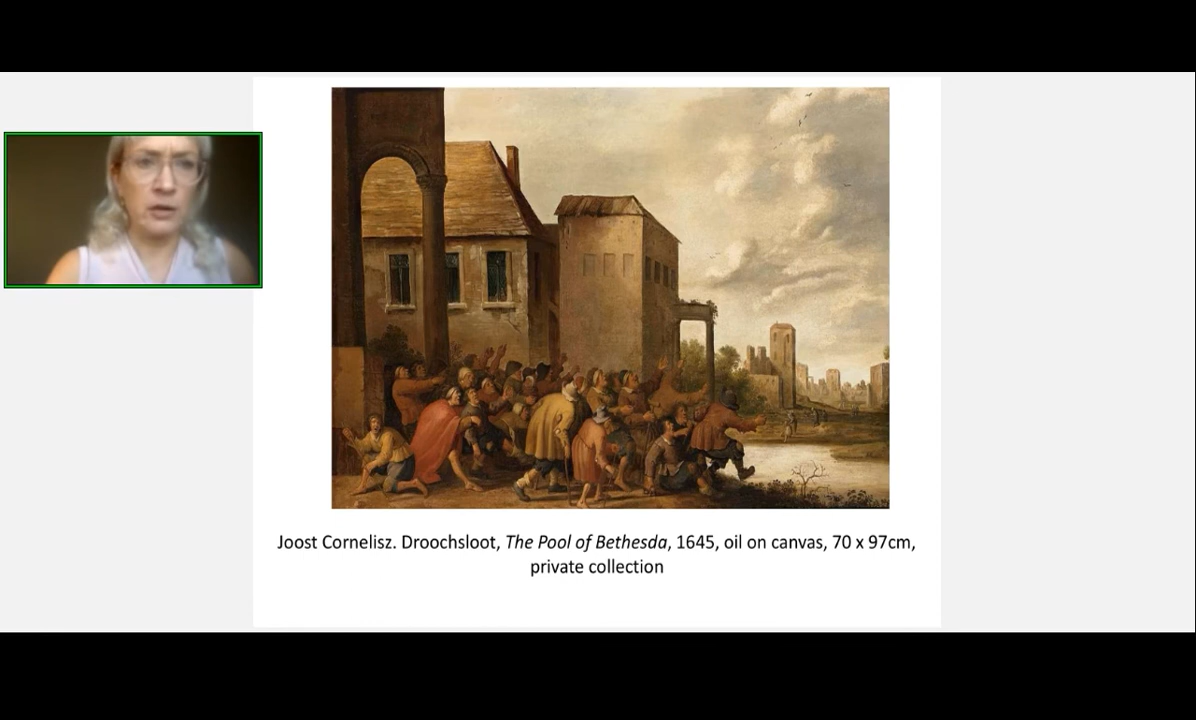 Joost Cornelisz. Droochsloot, The Pool of Bethesda, 1645, oil on canvas, 70 x 97cm,
private collection